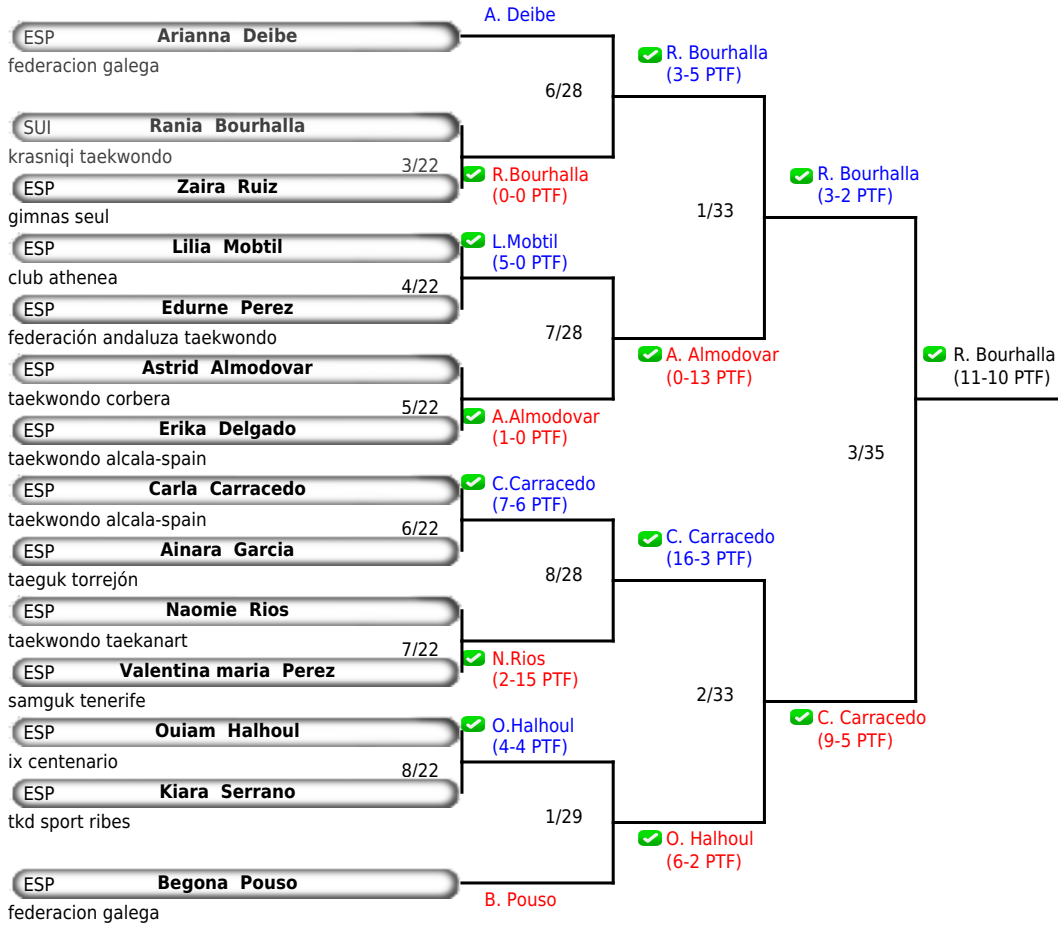 A. Deibe
ESP Arianna Deibe
federacion galega
R. Bourhalla
(3-5 PTF)
6/28
SUI Rania Bourhalla
krasniqi taekwondo
3/22
R.Bourhalla
(0-0 PTF)
ESP Zaira Ruiz
gimnas seul
R. Bourhalla
(3-2 PTF)
1/33
ESP Lilia Mobtil
club athenea
L.Mobtil
(5-0 PTF)
4/22
ESP Edurne Perez
federación andaluza taekwondo
7/28
ESP Astrid Almodovar
taekwondo corbera
A. Almodovar
(0-13 PTF)
R. Bourhalla
(11-10 PTF)
5/22
A.Almodovar
(1-0 PTF)
ESP Erika Delgado
taekwondo alcala-spain
3/35
ESP Carla Carracedo
taekwondo alcala-spain
C.Carracedo
(7-6 PTF)
6/22
ESP Ainara Garcia
taeguk torrejón
C. Carracedo
(16-3 PTF)
8/28
ESP Naomie Rios
taekwondo taekanart
7/22
N.Rios
(2-15 PTF)
ESP Valentina maria Perez
samguk tenerife
2/33
C. Carracedo
(9-5 PTF)
ESP Ouiam Halhoul
ix centenario
O.Halhoul
(4-4 PTF)
8/22
ESP Kiara Serrano
tkd sport ribes
1/29
O. Halhoul
(6-2 PTF)
ESP Begona Pouso
federacion galega
B. Pouso